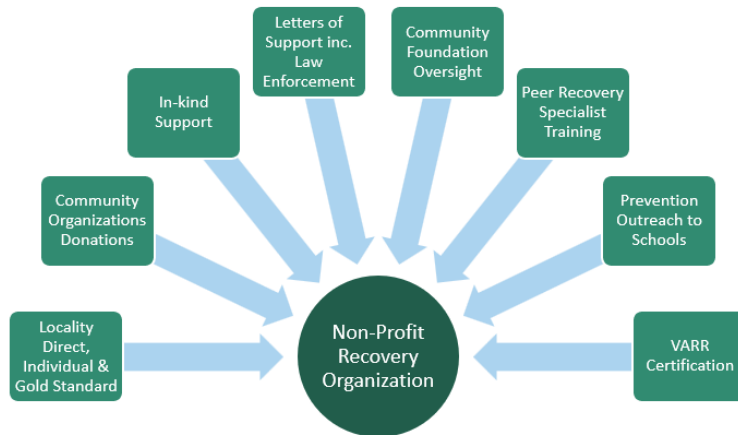 Letters of
Support inc.
Law
Enforcement
Community
Foundation
Oversight
In-kind
Support
Peer Recovery
Specialist
Training
Community
Organizations
Donations
Prevention
Outreach to
Schools
Locality
Direct,
Individual &
Gold Standard
Non-Profit
Recovery
Organization
VARR
Certification